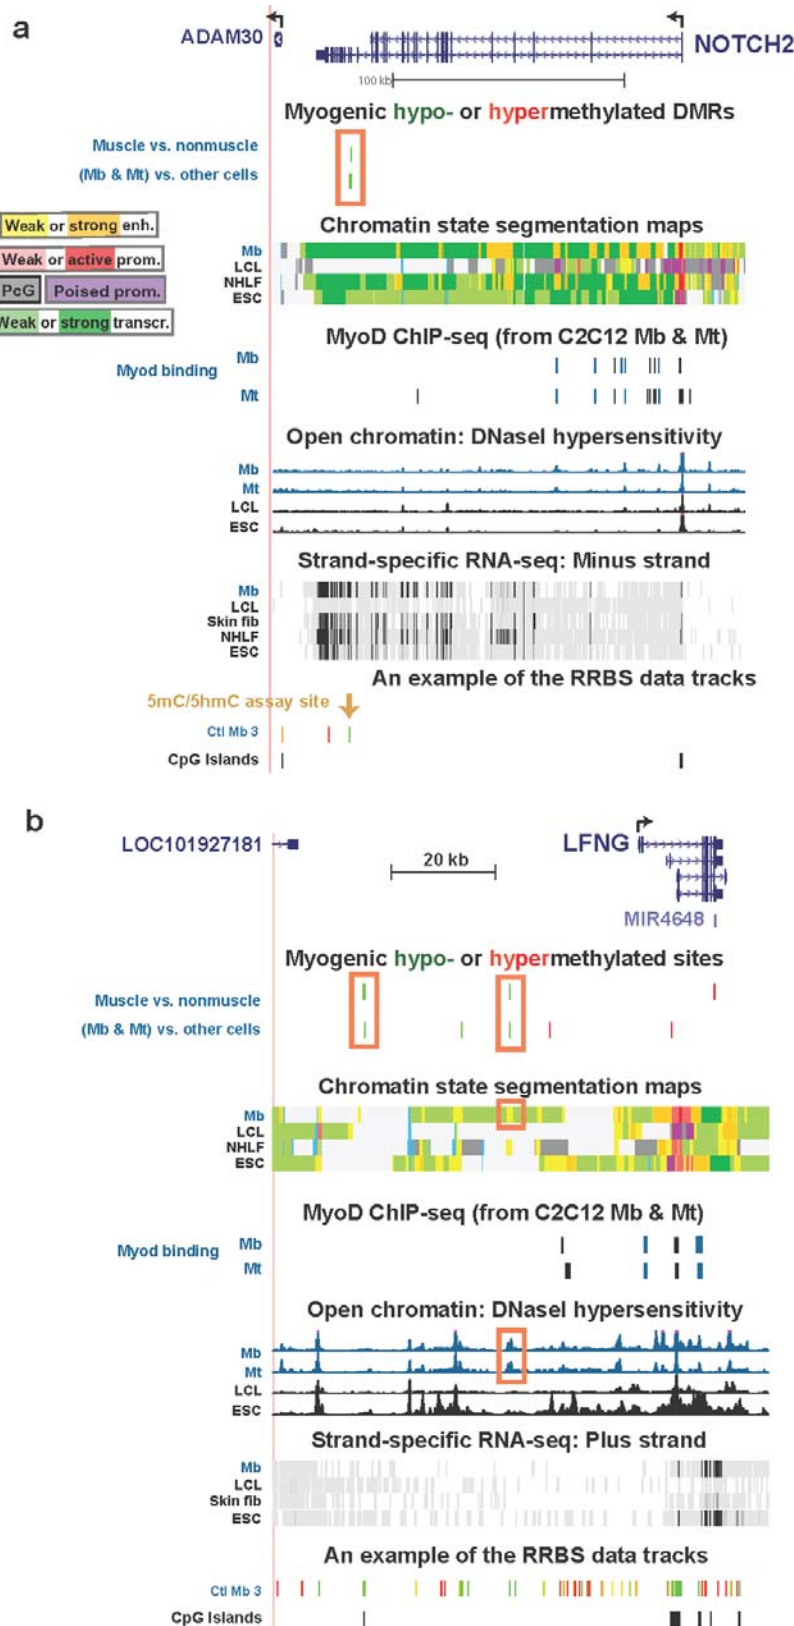 a
ADAM30
NOTCH2
100 kb
Myogenic hypo- or hypermethylated DMRs
Muscle vs. nonmuscle
(Mb & Mt) vs. other cells
Weak or strong enh.
Weak or active prom.
PcG Poised prom.
Weak or strong transcr.
Chromatin state segmentation maps
Mb
LCL
NHLF
ESC
MyoD ChIP-seq (from C2C12 Mb & Mt)
Myod binding
Mb
Mt
Open chromatin: DNaseI hypersensitivity
Mb
Mt
LCL
ESC
Strand-specific RNA-seq: Minus strand
Mb
LCL
Skin fib
NHLF
ESC
An example of the RRBS data tracks
5mC/5hmC assay site
Ctl Mb 3
CpG Islands
b
LOC101927181
20 kb
LFNG
MIR4648
Myogenic hypo- or hypermethylated sites
Muscle vs. nonmuscle
(Mb & Mt) vs. other cells
Chromatin state segmentation maps
Mb
LCL
NHLF
ESC
MyoD ChIP-seq (from C2C12 Mb & Mt)
Myod binding
Mb
Mt
Open chromatin: DNaseI hypersensitivity
Mb
Mt
LCL
ESC
Strand-specific RNA-seq: Plus strand
Mb
LCL
Skin fib
ESC
An example of the RRBS data tracks
Ctl Mb 3
CpG Islands